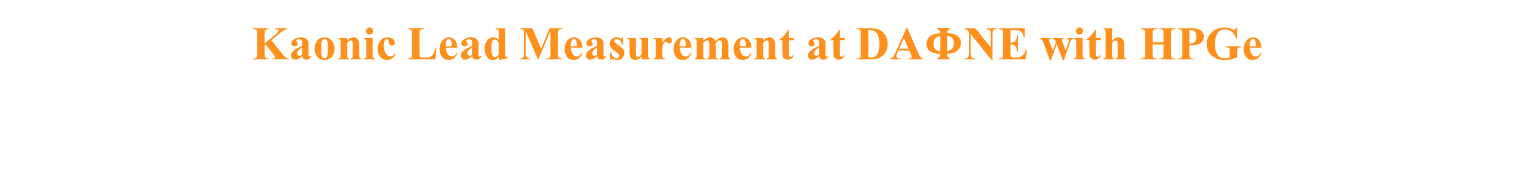 Kaonic Lead Measurement at DAΦNE with HPGe